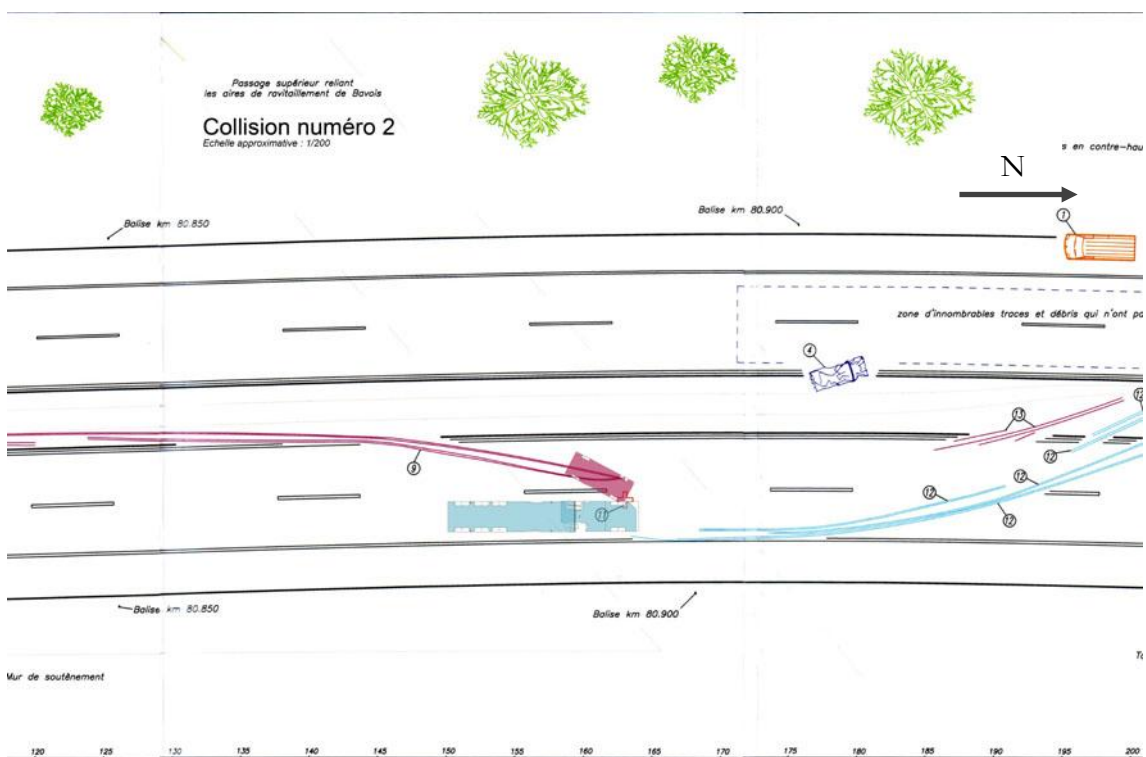 Passage supérieur reliant
les aires de ravitaillement de Bavois
Collision numéro 2
Echelle approximative : 1/200
s en contre-hau
N
Balise km 80.850
Balise km 80.900
1
zone d'innombrables traces et débris qui n'ont pa
4
13
12
12
9
12
12
11
12
Balise km 80.850
Balise km 80.900
Mur de soutènement
120 125 130 135 140 145 150 155 160 165 170 175 180 185 190 195 200